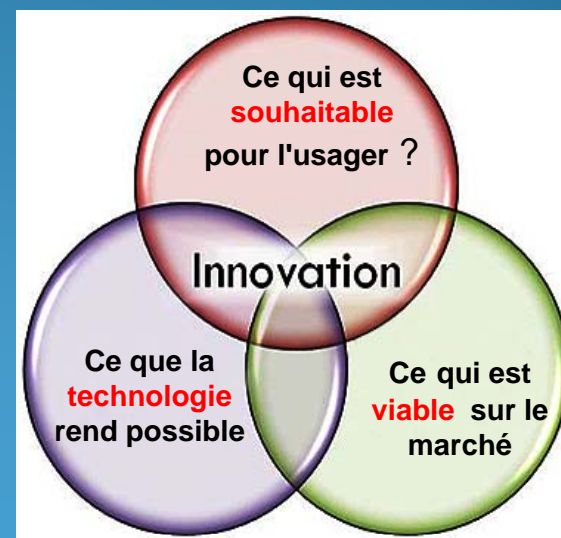 Ce qui est
souhaitable
pour l'usager ?
Innovation
Ce que la
technologie
rend possible
Ce qui est
viable sur le
marché